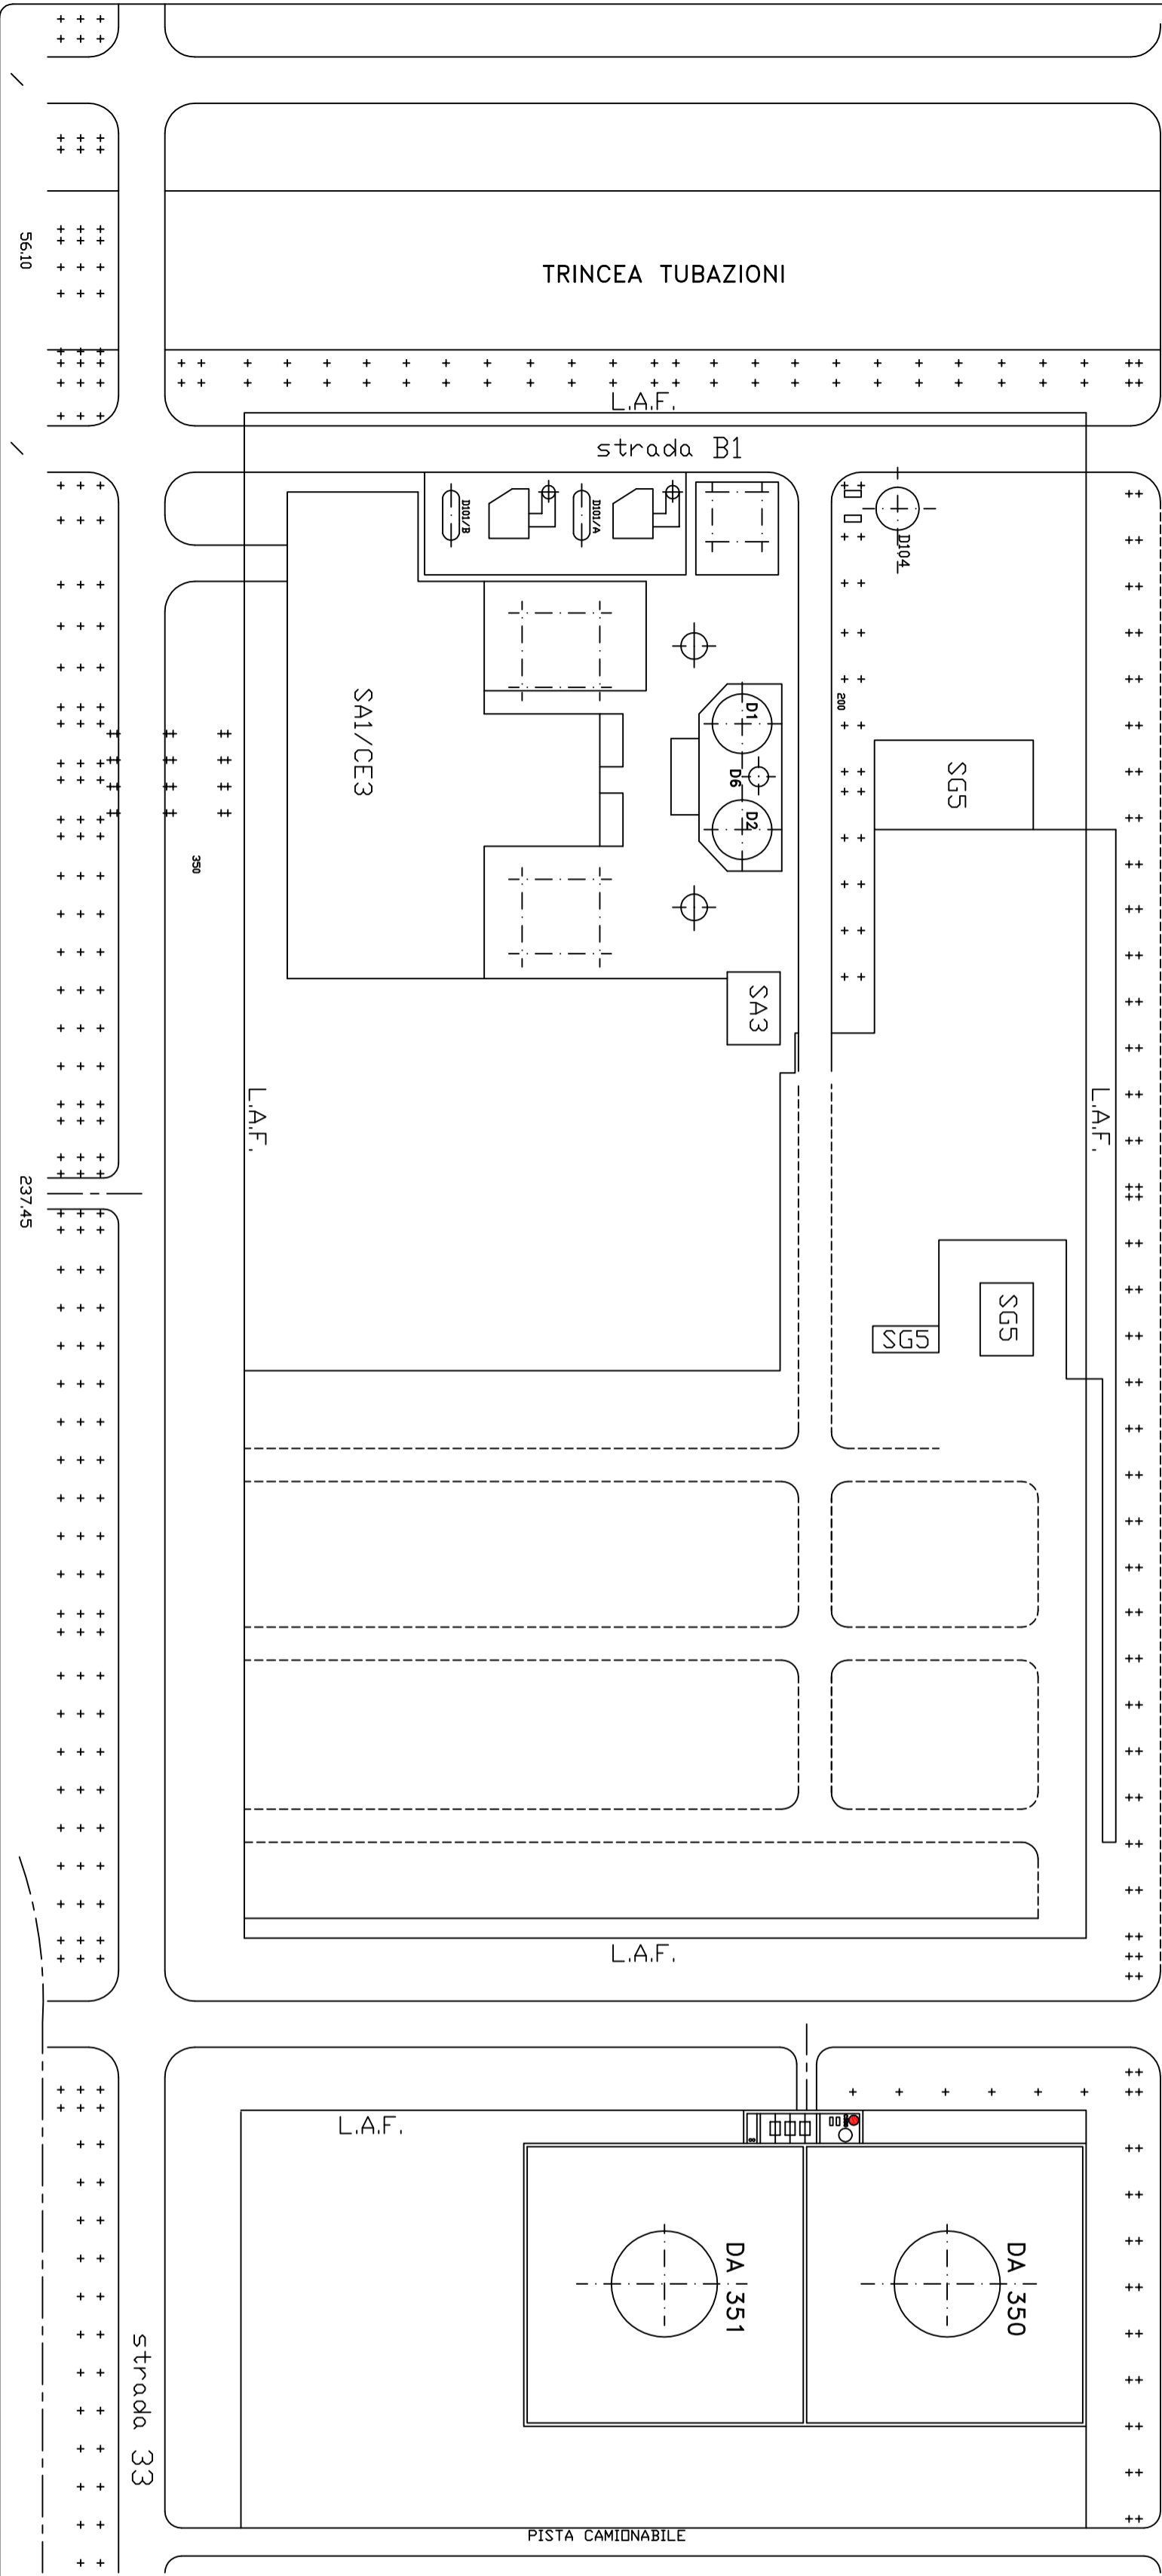 56.10
TRINCEA TUBAZIONI
L.A.F.
strada B1
D101/B
D101/A
D104
SA1/CE3
D1
D6
D2
200
SG5
350
SA3
L.A.F.
L.A.F.
237.45
SG5
SG5
L.A.F.
L.A.F.
DA 351
DA 350
strada 33
PISTA CAMIONABILE